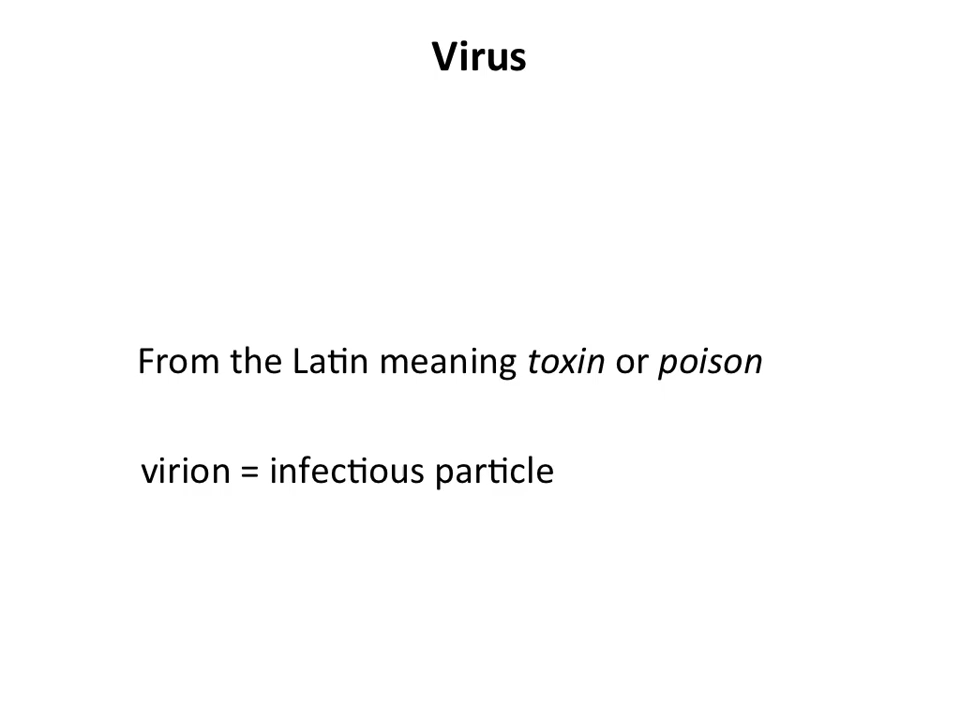 Virus
From the Latin meaning toxin or poison
virion = infectious particle